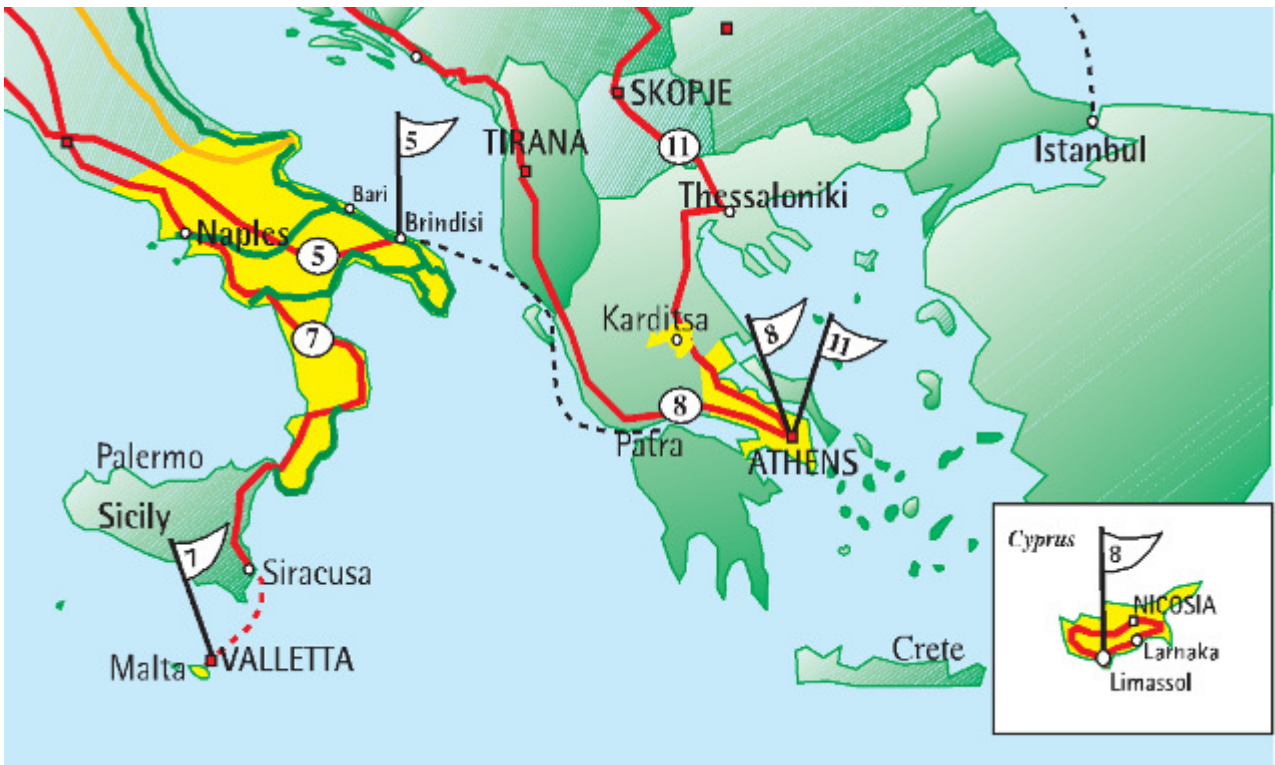 SKOPJE
5
TIRANA
11
Istanbul
Thessaloniki
Bari
Brindisi
Naples
5
Karditsa
7
8
11
8
Patra
ATHENS
Palermo
Sicily
7
Siracusa
Malta
VALLETTA
Crete
Cyprus
8
NICOSIA
Larnaka
Limassol